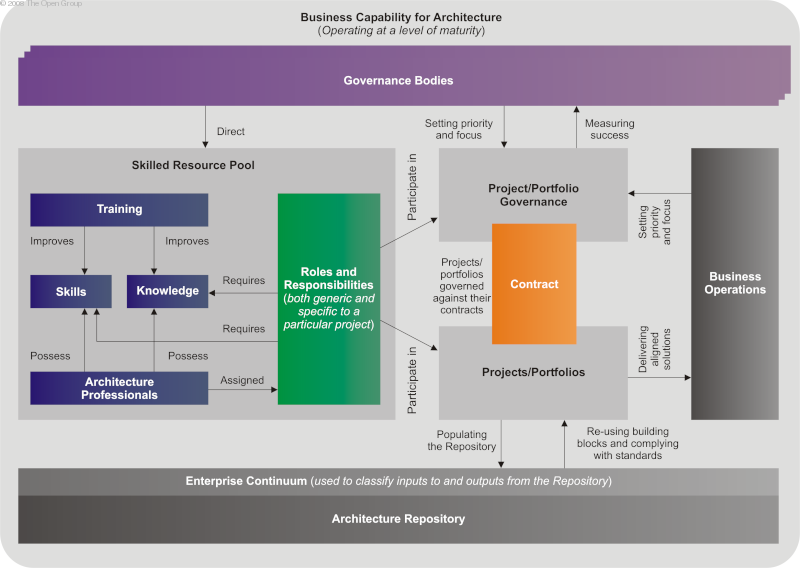 © 2008 The Open Group
Business Capability for Architecture
(Operating at a level of maturity)
Governance Bodies
Direct
Setting priority
and focus
Measuring
success
Skilled Resource Pool
Training
Improves
Improves
Skills
Knowledge
Possess
Possess
Architecture
Professionals
Requires
Requires
Assigned
Roles and
Responsibilities
(both generic and
specific to a
particular project)
Participate in
Participate in
Project/Portfolio
Governance
Projects/
portfolios
governed
against their
contracts
Contract
Projects/Portfolios
Setting
priority
and focus
Delivering
aligned
solutions
Business
Operations
Populating
the Repository
Re-using building
blocks and complying
with standards
Enterprise Continuum (used to classify inputs to and outputs from the Repository)
Architecture Repository